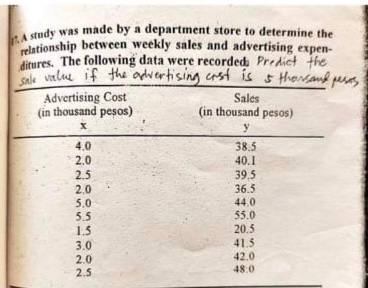 17. A study was made by a department store to determine the
relationship between weekly sales and advertising expen-
ditures. The following data were recorded: Predict the
Sale value if the advertising cost is 5 thousand pesos
Advertising Cost Sales
(in thousand pesos) (in thousand pesos)
x y
4.0 38.5
2.0 40.1
2.5 39.5
2.0 36.5
5.0 44.0
5.5 55.0
1.5 20.5
3.0 41.5
2.0 42.0
2.5 48.0